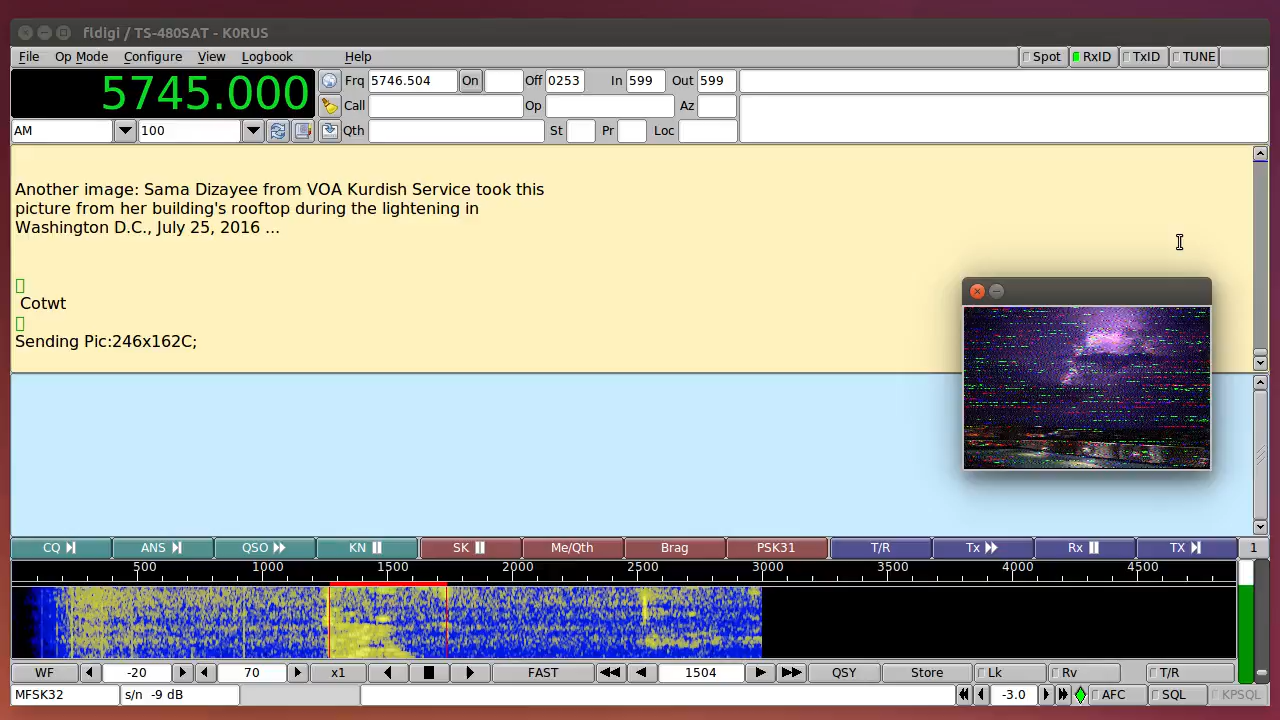 fldigi / TS-480SAT - K0RUS
File Op Mode Configure View Logbook Help Spot RxID TxID TUNE
5745.000 Frq 5746.504 On Off 0253 In 599 Out 599
Call Op Az
AM 100 Qth St Pr Loc
Another image: Sama Dizayee from VOA Kurdish Service took this
picture from her building's rooftop during the lightening in
Washington D.C., July 25, 2016 ...
Cotwt
Sending Pic:246x162C;
CQ ANS QSO KN SK Me/Qth Brag PSK31 T/R Tx Rx TX 1
500 1000 1500 2000 2500 3000 3500 4000 4500
WF -20 70 x1 FAST 1504 QSY Store Lk Rv T/R
MFSK32 s/n -9 dB -3.0 AFC SQL KPSQL